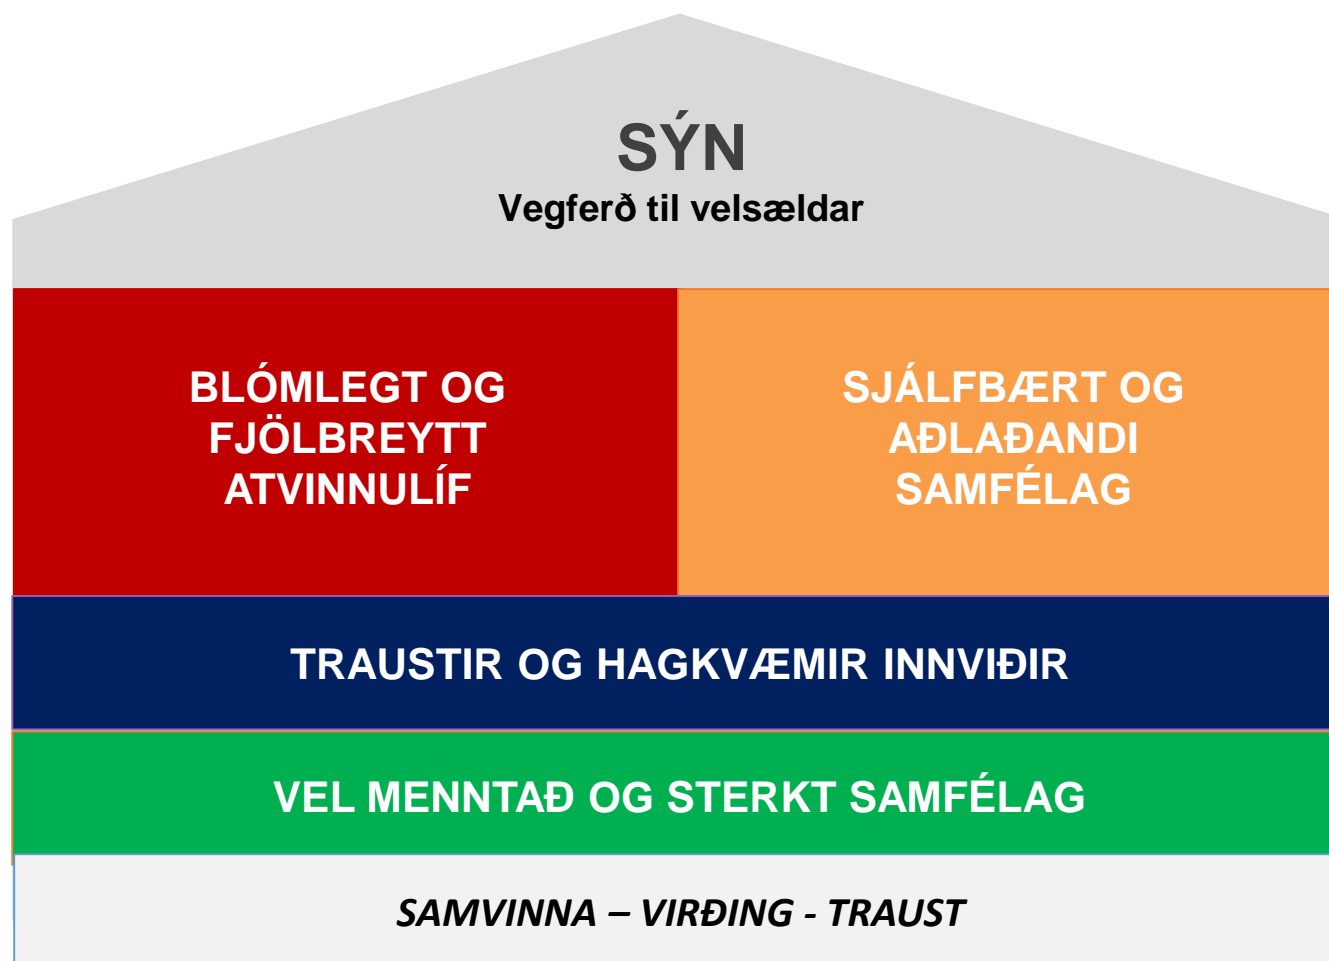 SÝN
Vegferð til velsældar
BLÓMLEGT OG
FJÖLBREYTT
ATVINNULÍF
SJÁLFBÆRT OG
AÐLAÐANDI
SAMFÉLAG
TRAUSTIR OG HAGKVÆMIR INNVIÐIR
VEL MENNTAÐ OG STERKT SAMFÉLAG
SAMVINNA – VIRÐING - TRAUST